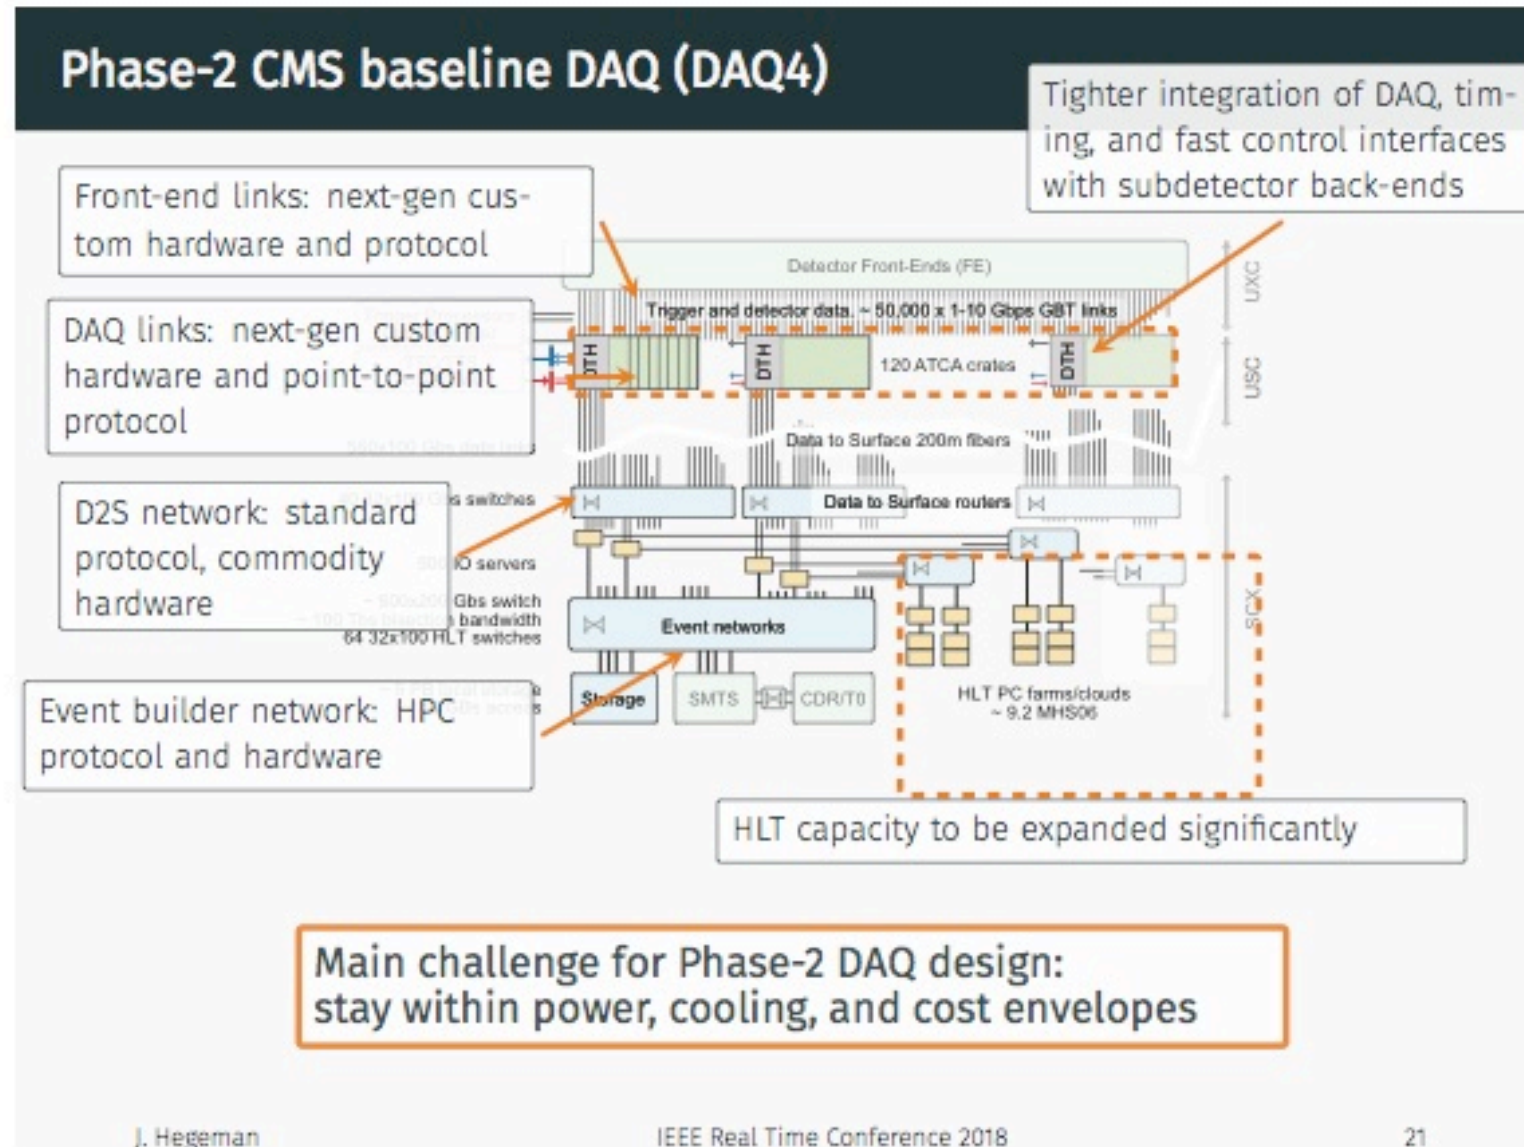 Phase-2 CMS baseline DAQ (DAQ4)
Tighter integration of DAQ, tim-
ing, and fast control interfaces
with subdetector back-ends
Front-end links: next-gen cus-
tom hardware and protocol
Detector Front-Ends (FE)
UXC
Trigger and detector data. ~ 50,000 x 1-10 Gbps GBT links
DAQ links: next-gen custom
hardware and point-to-point
protocol
DTH
DTH
120 ATCA crates
DTH
USC
560x100 Gbs data links
Data to Surface 200m fibers
D2S network: standard
protocol, commodity
hardware
Gbs switches
Data to Surface routers
IO servers
Gbs switch
bandwidth
64 32x100 HLT switches
Event networks
SCX
Event builder network: HPC
protocol and hardware
Storage
SMTS
CDR/T0
HLT PC farms/clouds
~ 9.2 MHS06
HLT capacity to be expanded significantly
Main challenge for Phase-2 DAQ design:
stay within power, cooling, and cost envelopes
J. Hegeman
IEEE Real Time Conference 2018
21